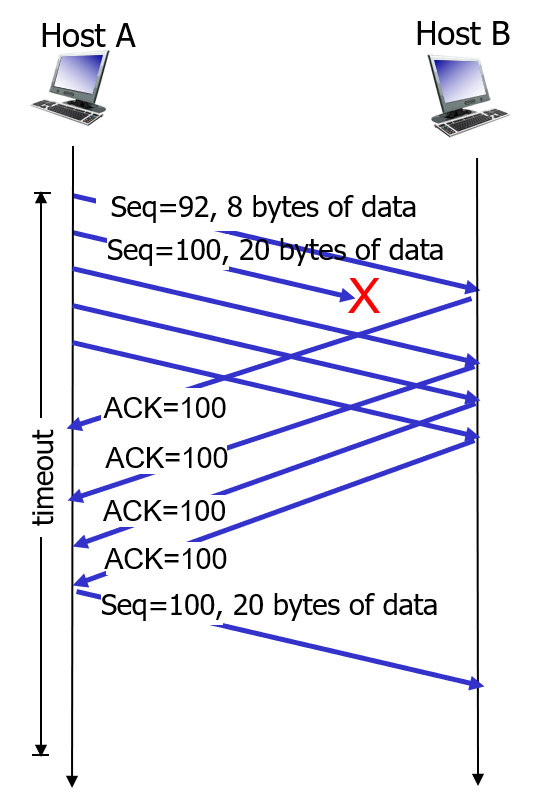 Host A
Host B
Seq=92, 8 bytes of data
Seq=100, 20 bytes of data
X
ACK=100
ACK=100
ACK=100
ACK=100
timeout
Seq=100, 20 bytes of data